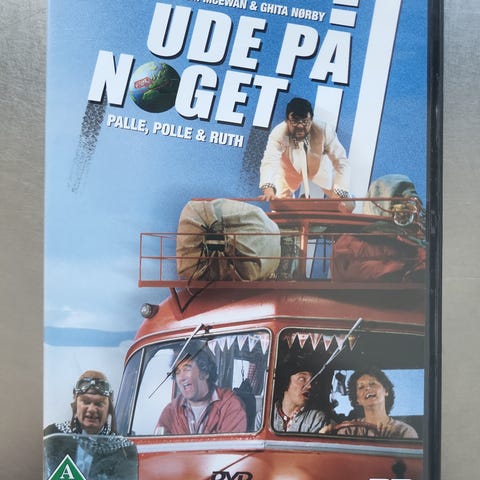 MCEWAN & GHITA NØRBY
UDE PÅ
NOGET!
PALLE, POLLE & RUTH
A
DVD